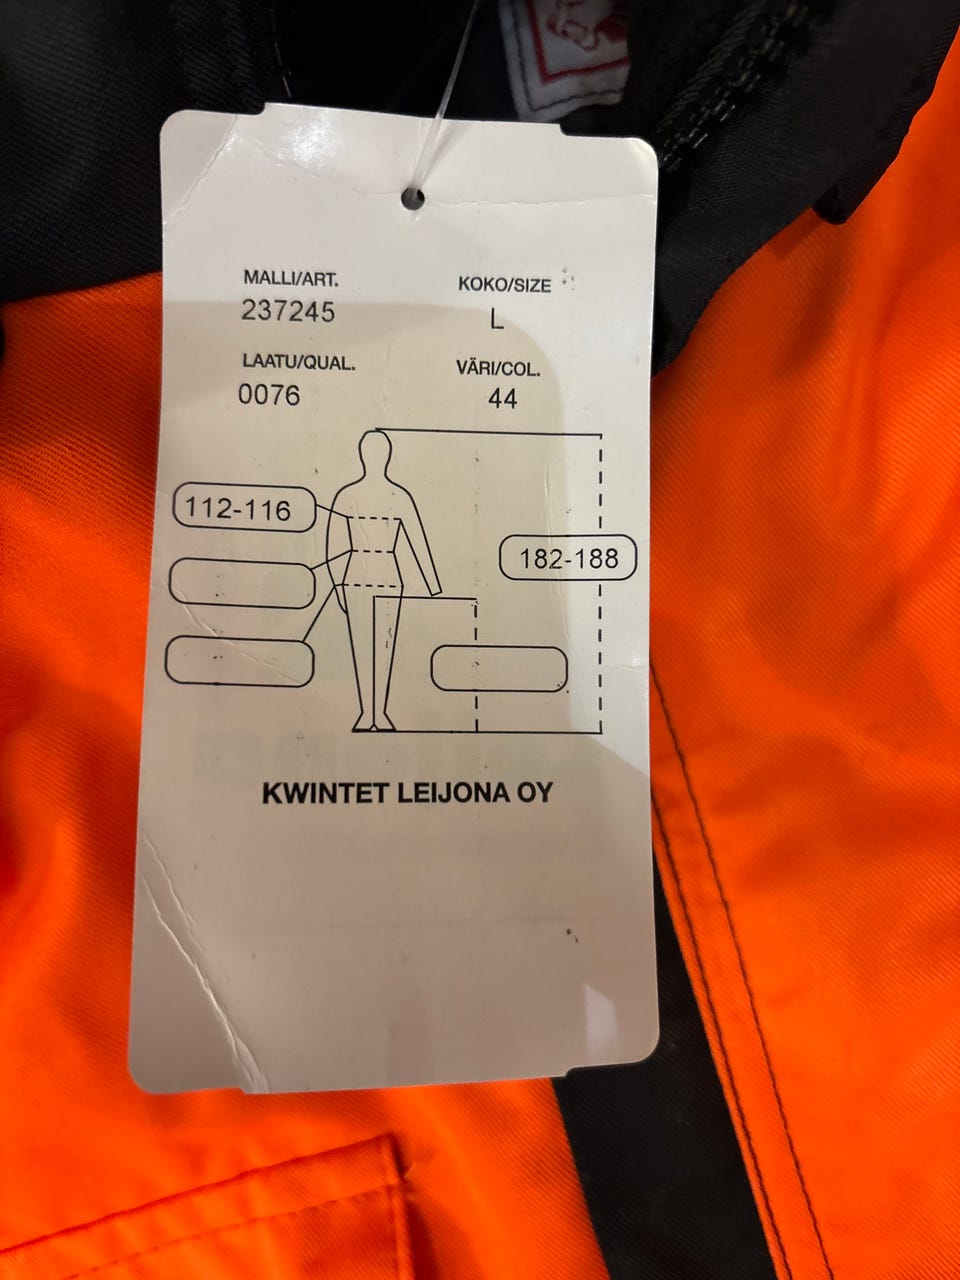 MALLI/ART.
237245
KOKO/SIZE
L
LAATU/QUAL.
0076
VÄRI/COL.
44
112-116
182-188
KWINTET LEIJONA OY